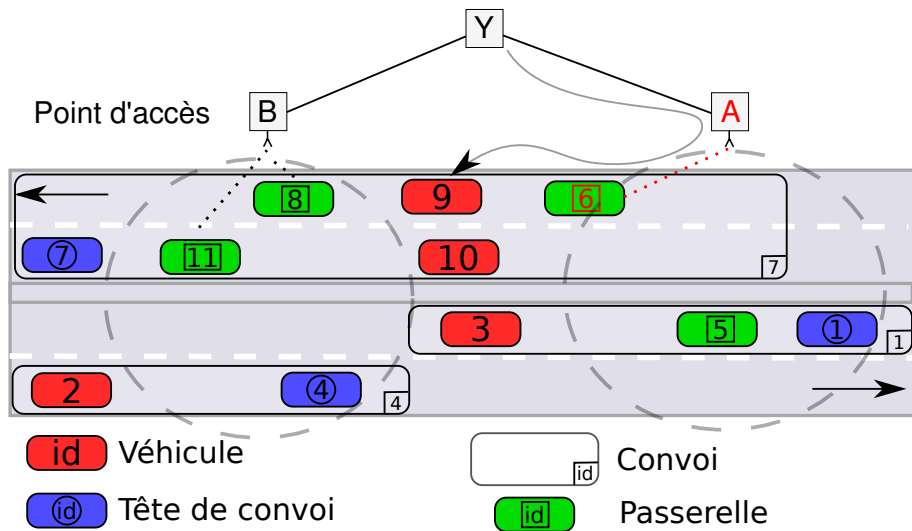 Y
Point d'accès
B
A
8
9
6
7
11
10
7
3
5
1
1
2
4
4
id
Véhicule
id
Convoi
id
Tête de convoi
id
Passerelle